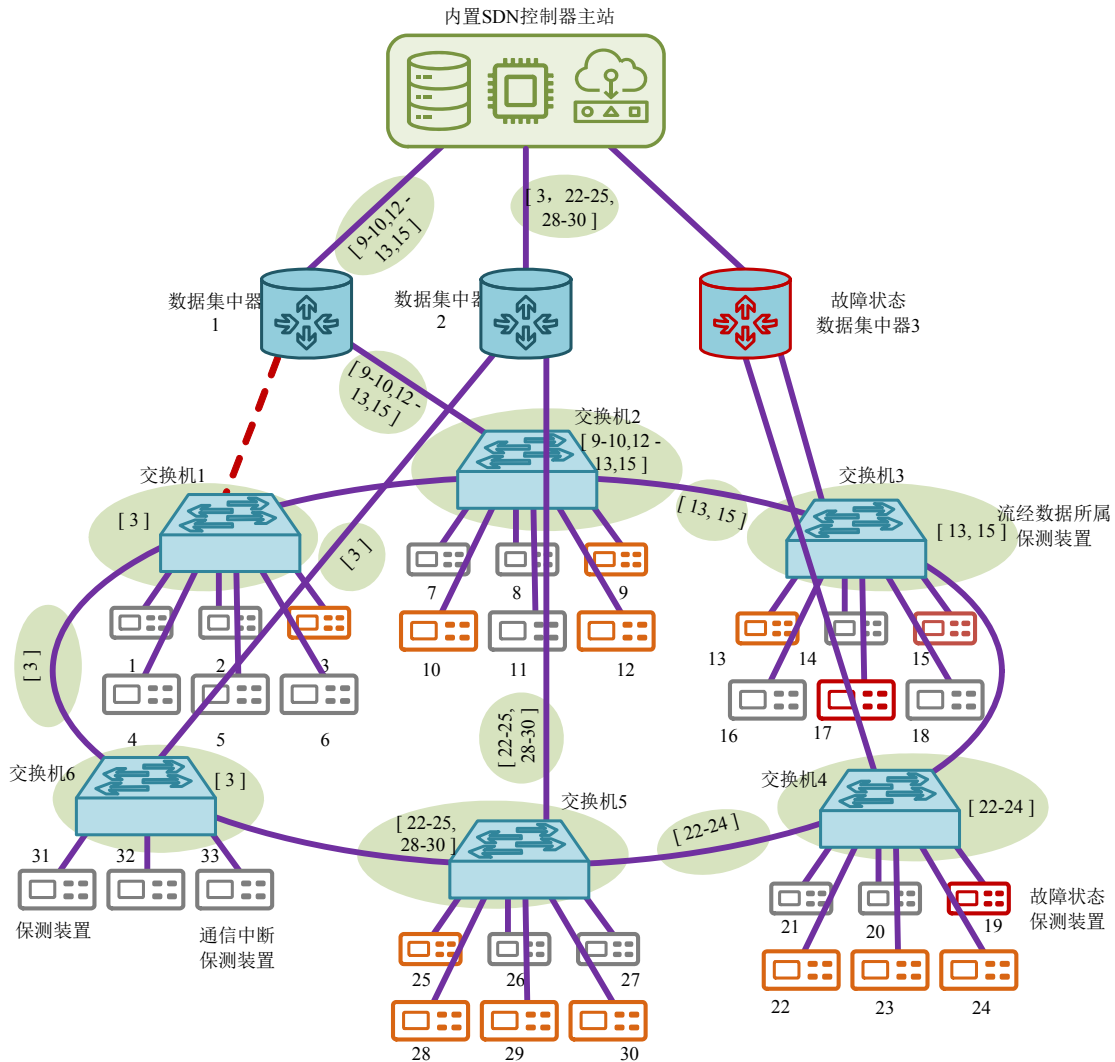 内置SDN控制器主站
[ 9-10,12 -
13,15 ]
[ 3，22-25,
28-30 ]
数据集中器
1
数据集中器
2
故障状态
数据集中器3
[ 9-10,12 -
13,15 ]
交换机2
[ 9-10,12 -
13,15 ]
交换机1
[ 3 ]
[ 3 ]
[ 13, 15 ]
交换机3
[ 13, 15 ]
流经数据所属
保测装置
7
8
9
10
11
12
1
2
3
4
5
6
13
14
15
16
17
18
[ 3 ]
[ 22-25,
28-30 ]
交换机6
[ 3 ]
交换机5
[ 22-25,
28-30 ]
[ 22-24 ]
交换机4
[ 22-24 ]
31
32
33
保测装置
通信中断
保测装置
21
20
19
故障状态
保测装置
22
23
24
25
26
27
28
29
30